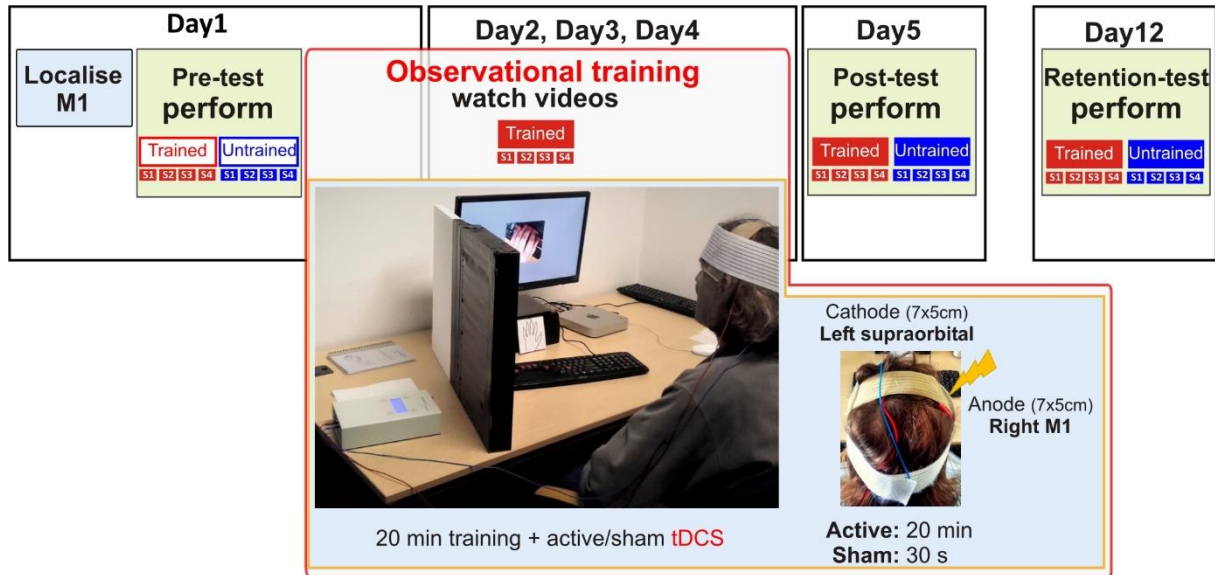 Day1
Localise
M1
Pre-test
perform
Trained Untrained
S1 S2 S3 S4 S1 S2 S3 S4
Day2, Day3, Day4
Observational training
watch videos
Trained
S1 S2 S3 S4
Day5
Post-test
perform
Trained Untrained
S1 S2 S3 S4 S1 S2 S3 S4
Day12
Retention-test
perform
Trained Untrained
S1 S2 S3 S4 S1 S2 S3 S4
20 min training + active/sham tDCS
Cathode (7x5cm)
Left supraorbital
Anode (7x5cm)
Right M1
Active: 20 min
Sham: 30 s